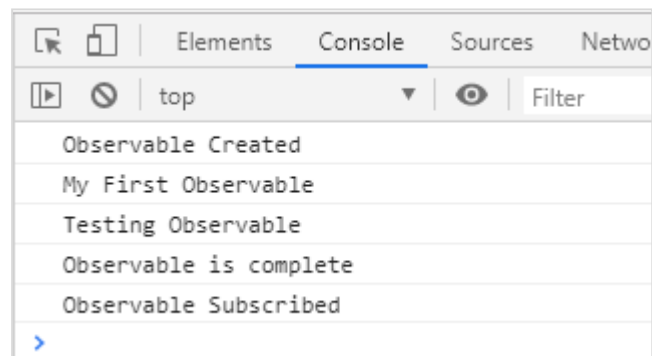 Elements Console Sources Netwo
top Filter
Observable Created
My First Observable
Testing Observable
Observable is complete
Observable Subscribed